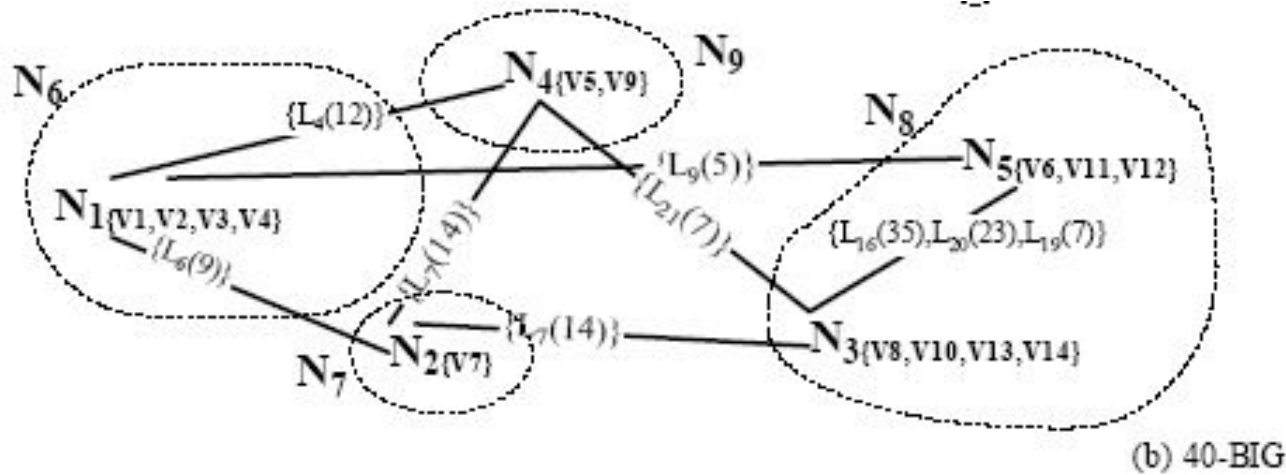 N9
N6
N4{V5,V9}
{L4(12)}
N8
N5{V6,V11,V12}
{L9(5)}
N1{V1,V2,V3,V4}
{L21(7)}
{L16(35),L20(23),L19(7)}
{L6(9)}
{L7(14)}
{L17(14)}
N3{V8,V10,V13,V14}
N2{V7}
N7
(b) 40-BIG